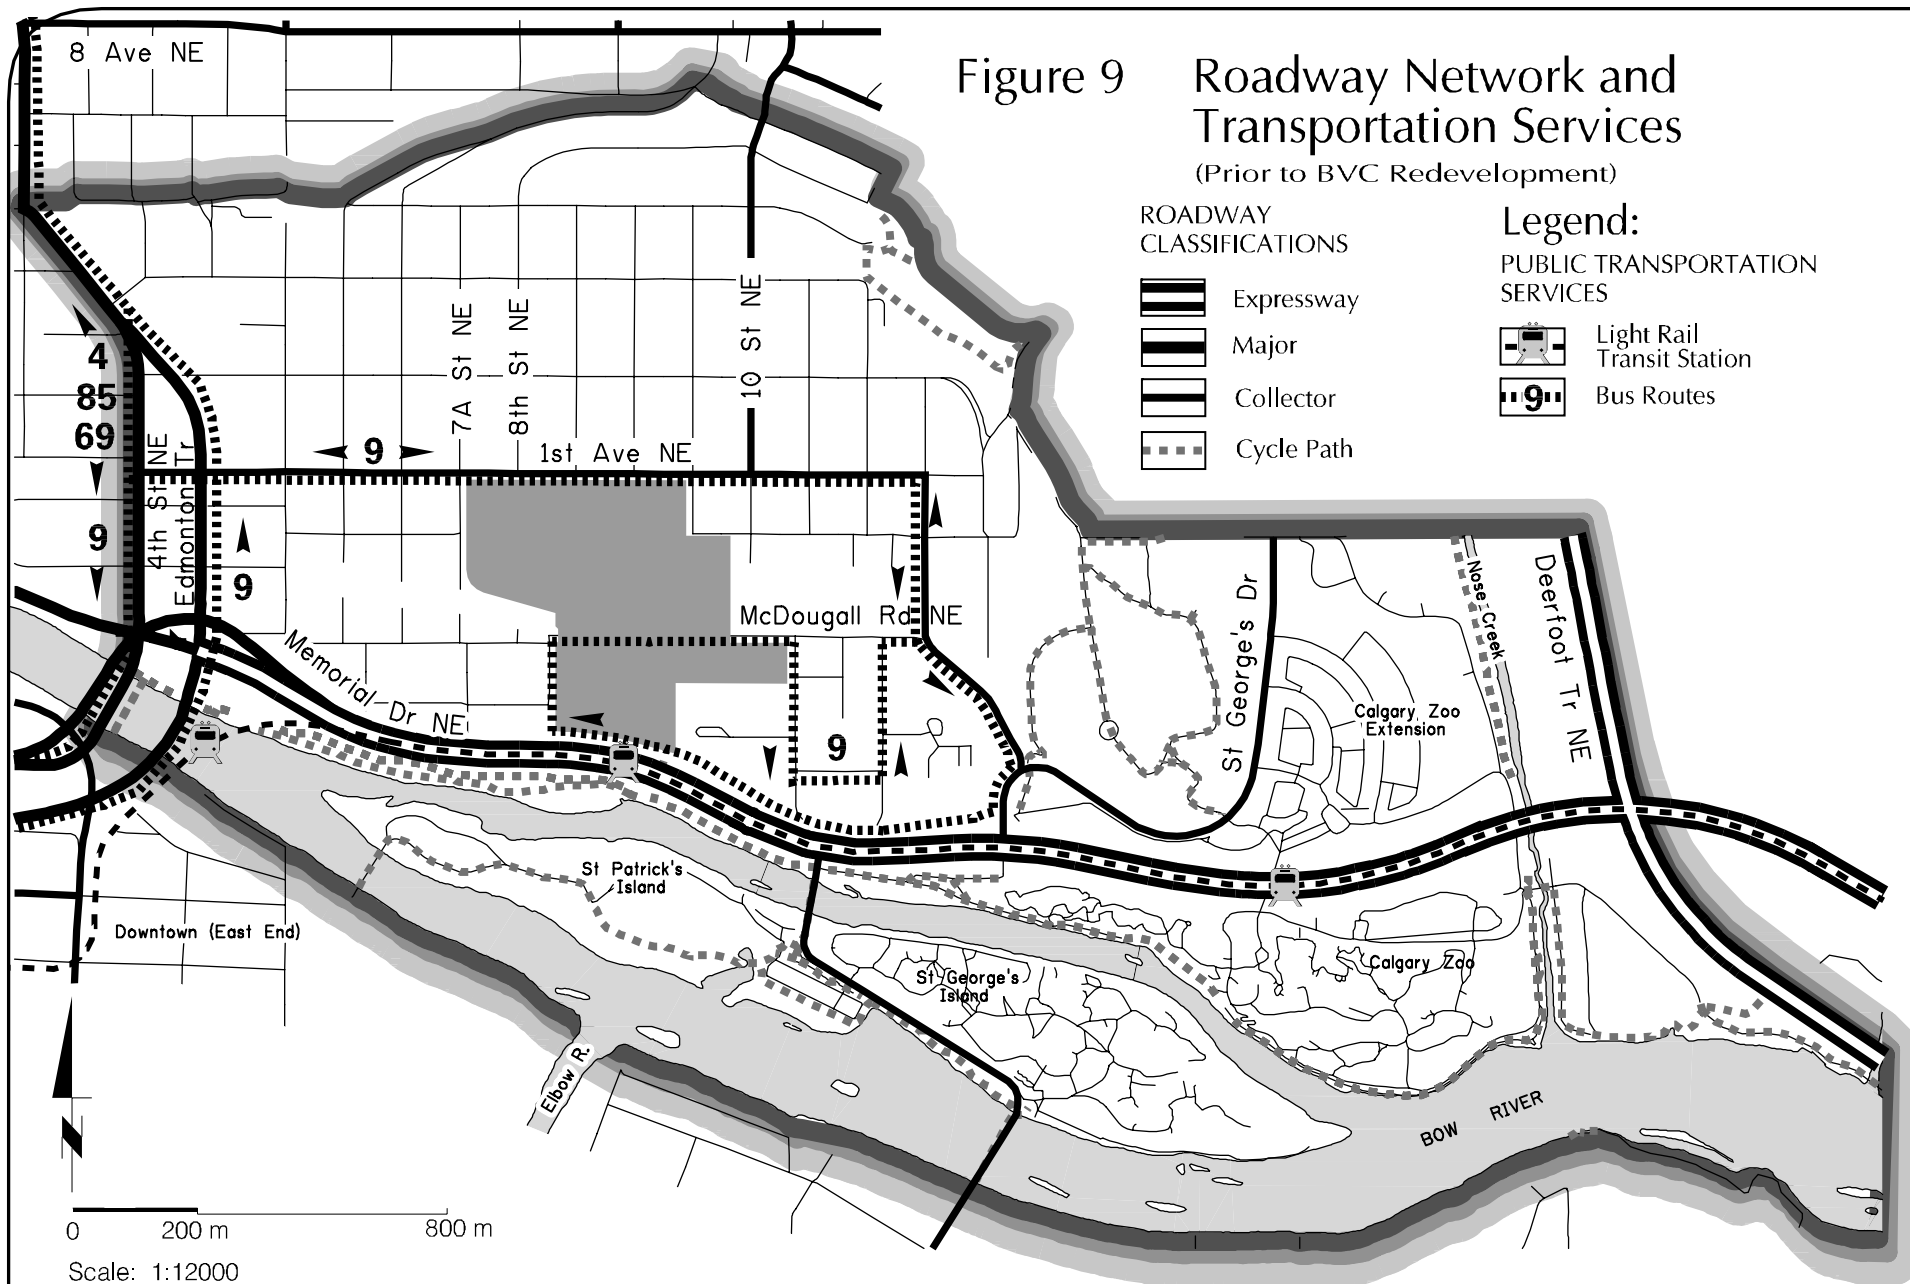 Figure 9
Roadway Network and
Transportation Services
(Prior to BVC Redevelopment)
ROADWAY
CLASSIFICATIONS
Expressway
Major
Collector
Cycle Path
Legend:
PUBLIC TRANSPORTATION
SERVICES
Light Rail
Transit Station
9
Bus Routes
8 Ave NE
7A St NE
8th St NE
10 St NE
4
85
69
9
4th St NE
Edmonton Tr
9
9
1st Ave NE
McDougall Rd NE
Memorial Dr NE
9
St George's Dr
Nose Creek
Deerfoot Tr NE
Calgary Zoo
Extension
St Patrick's
Island
Downtown (East End)
St George's
Island
Calgary Zoo
Elbow R.
BOW RIVER
N
0 200 m 800 m
Scale: 1:12000